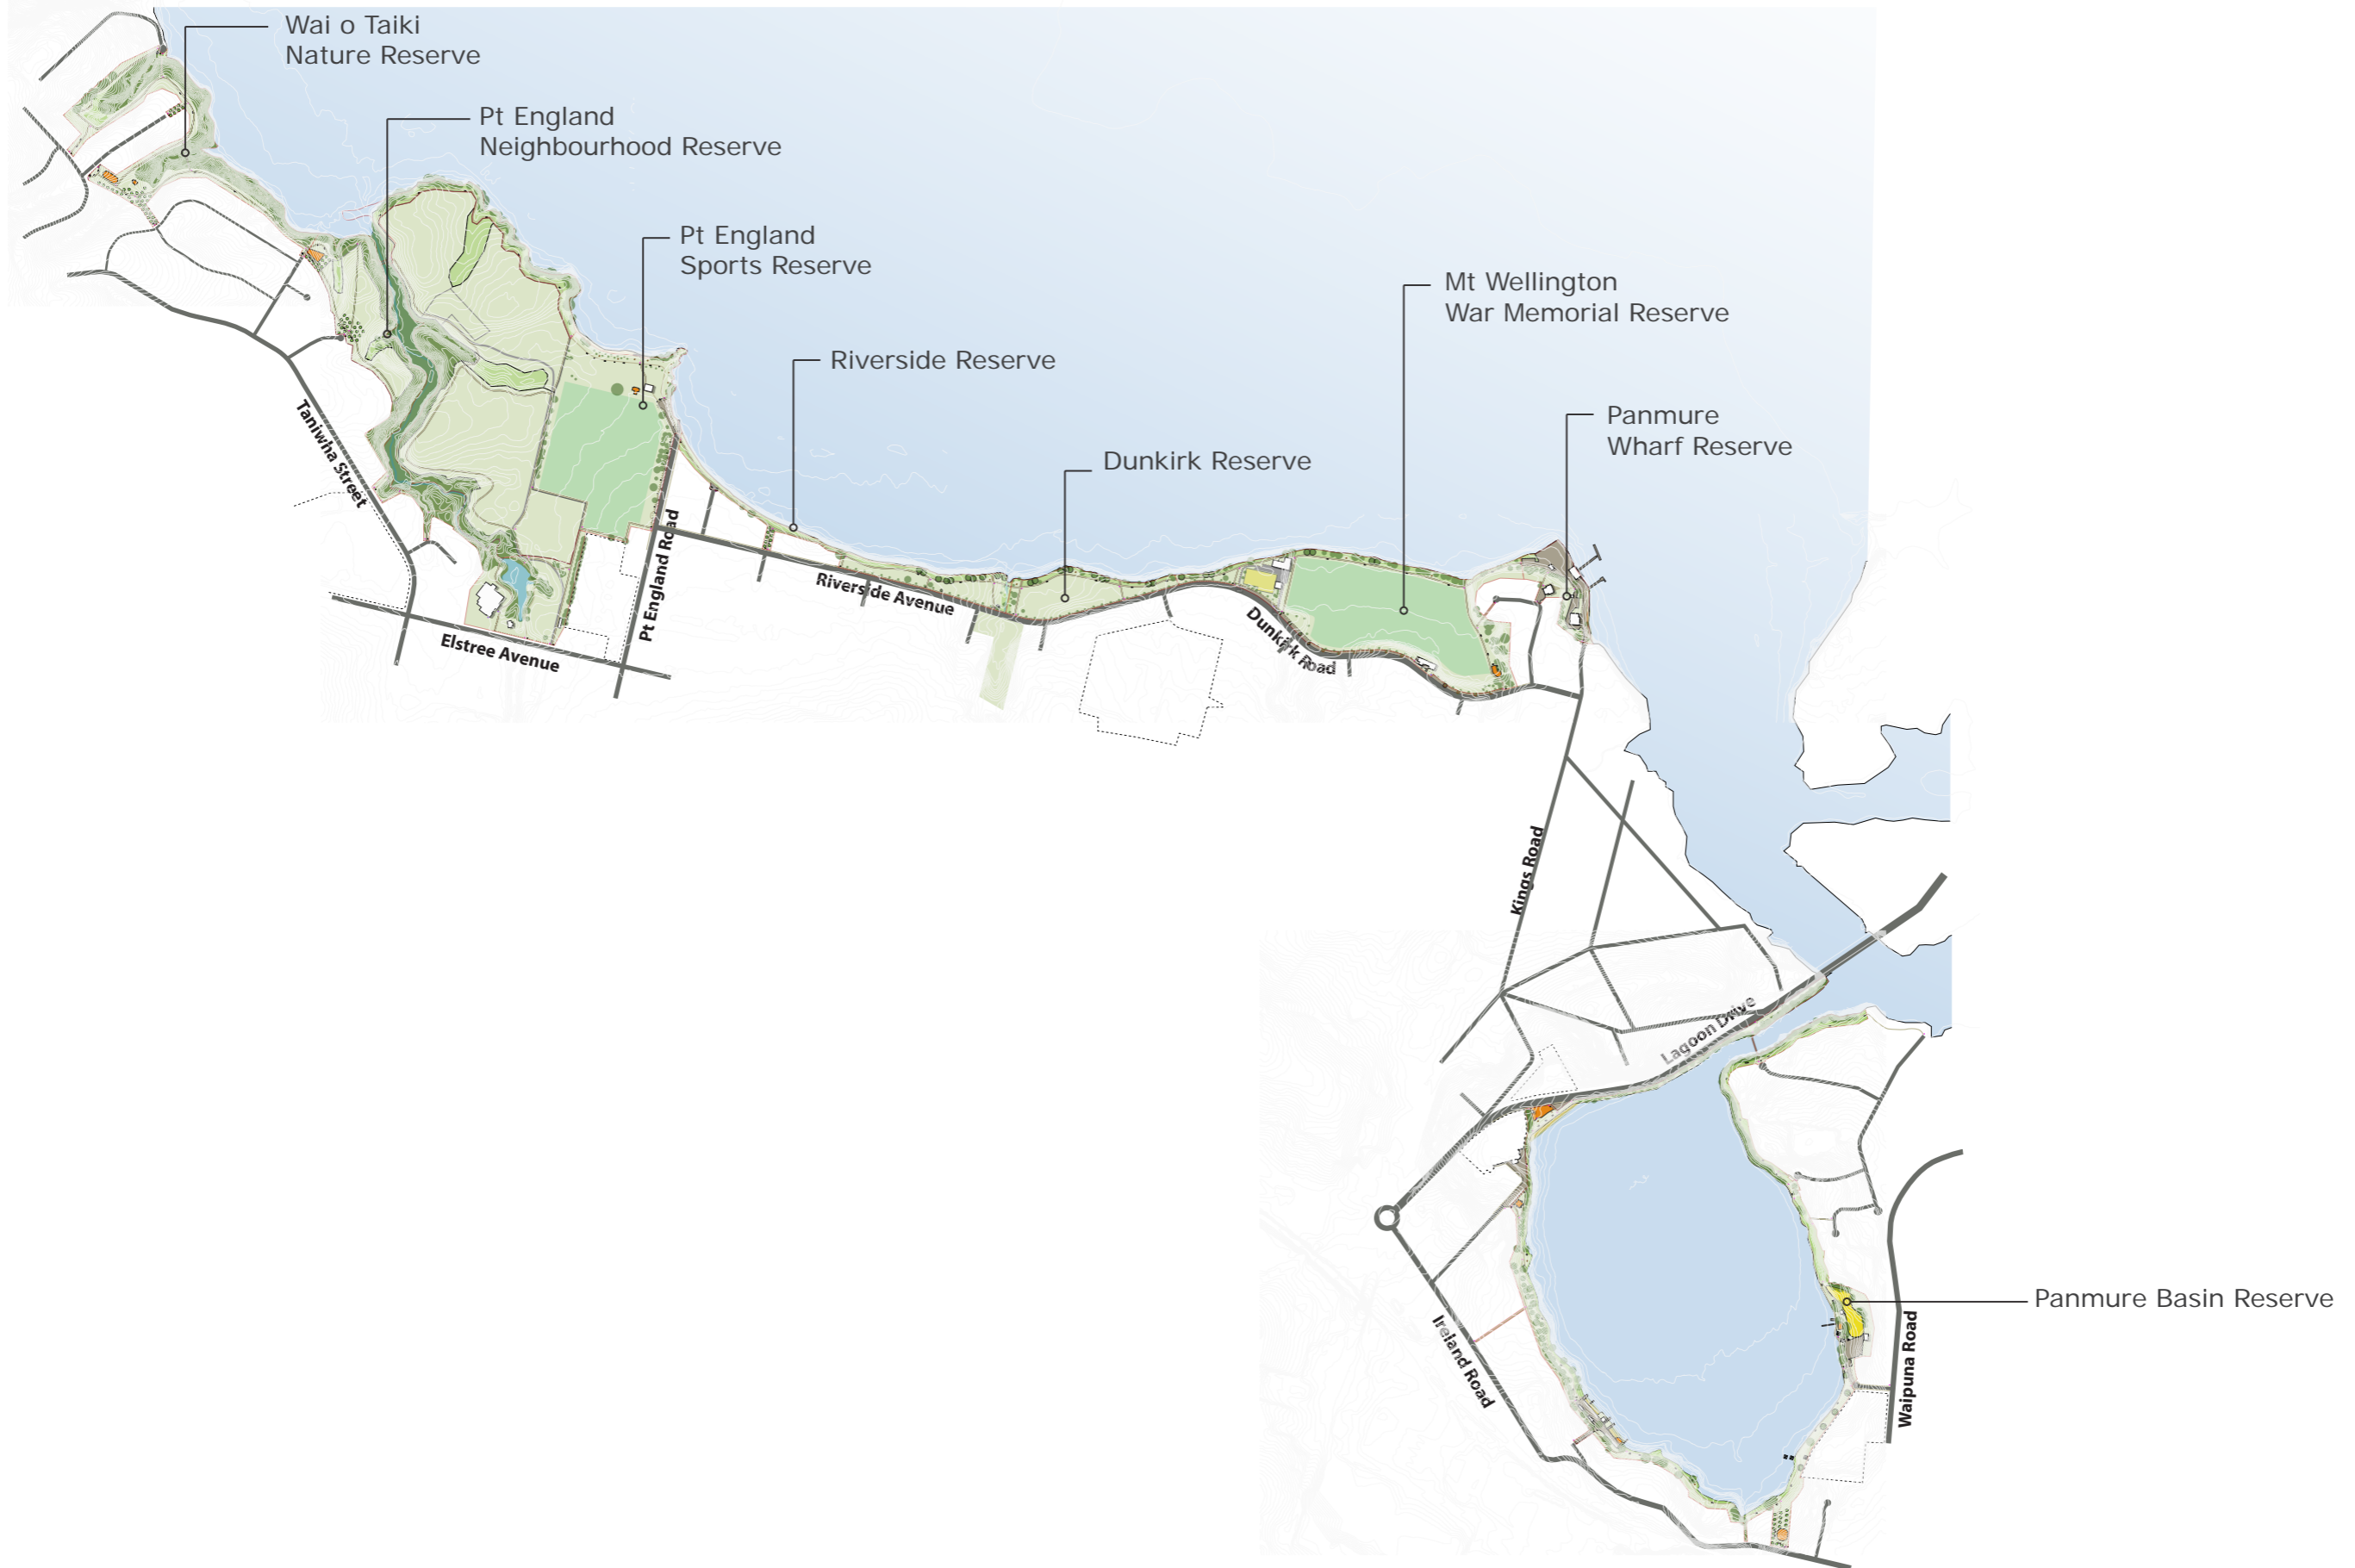 Wai o Taiki
Nature Reserve
Pt England
Neighbourhood Reserve
Pt England
Sports Reserve
Mt Wellington
War Memorial Reserve
Riverside Reserve
Panmure
Wharf Reserve
Dunkirk Reserve
Taniwha Street
Pt England Road
Riverside Avenue
Elstree Avenue
Dunkirk Road
Kings Road
Lagoon Drive
Panmure Basin Reserve
Ireland Road
Waipuna Road